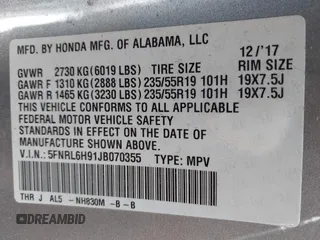 MFD. BY HONDA MFG. OF ALABAMA, LLC
12/'17
GVWR 2730 KG(6019 LBS) TIRE SIZE RIM SIZE
GAWR F 1310 KG(2888 LBS) 235/55R19 101H 19X7.5J
GAWR R 1465 KG(3230 LBS) 235/55R19 101H 19X7.5J
THIS VEHICLE CONFORMS TO ALL APPLICABLE
FEDERAL MOTOR VEHICLE SAFETY AND THEFT
PREVENTION STANDARDS IN EFFECT ON THE DATE OF
MANUFACTURE SHOWN ABOVE.
V.I.N: 5FNRL6H91JB070355 TYPE: MPV
THR J AL5 -NH830M -B -B
DREAMBID